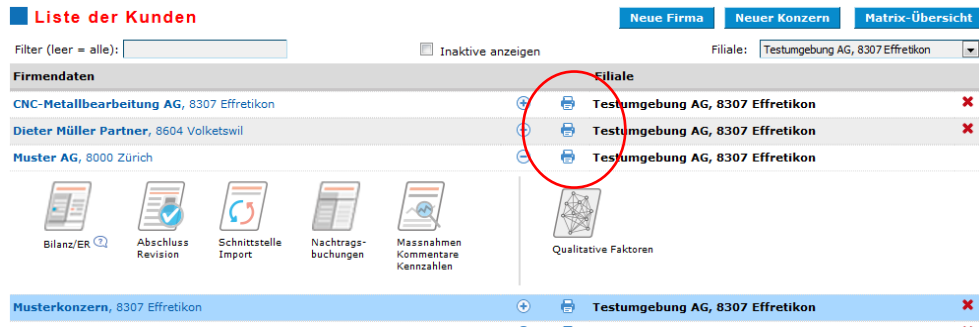 Liste der Kunden
Neue Firma
Neuer Konzern
Matrix-Übersicht
Filter (leer = alle):
Inaktive anzeigen
Filiale: Testumgebung AG, 8307 Effretikon
Firmendaten Filiale
CNC-Metallbearbeitung AG, 8307 Effretikon Testumgebung AG, 8307 Effretikon
Dieter Müller Partner, 8604 Volketswil Testumgebung AG, 8307 Effretikon
Muster AG, 8000 Zürich Testumgebung AG, 8307 Effretikon
Bilanz/ER ?
Abschluss
Revision
Schnittstelle
Import
Nachtrags-
buchungen
Massnahmen
Kommentare
Kennzahlen
Qualitative Faktoren
Musterkonzern, 8307 Effretikon Testumgebung AG, 8307 Effretikon